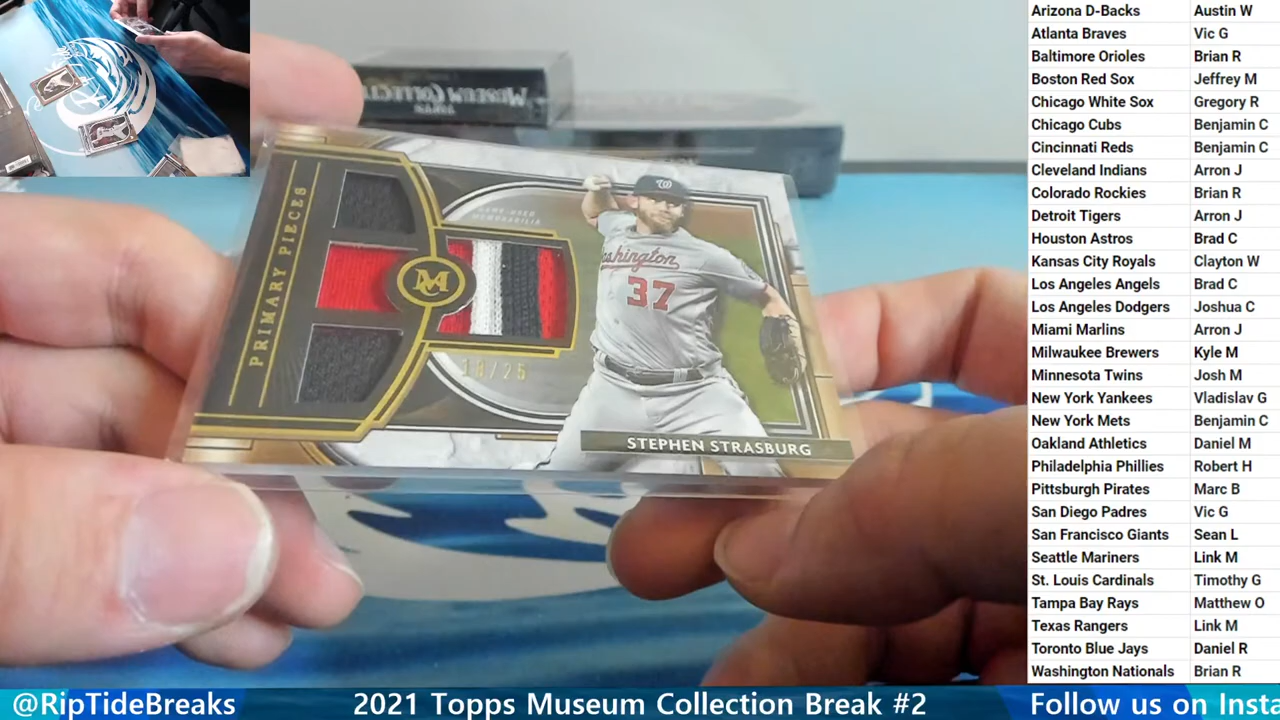 MUSEUM COLLECTION
PRIMARY PIECES
MC
W
Washington
37
19/25
STEPHEN STRASBURG
Arizona D-Backs Austin W
Atlanta Braves Vic G
Baltimore Orioles Brian R
Boston Red Sox Jeffrey M
Chicago White Sox Gregory R
Chicago Cubs Benjamin C
Cincinnati Reds Benjamin C
Cleveland Indians Arron J
Colorado Rockies Brian R
Detroit Tigers Arron J
Houston Astros Brad C
Kansas City Royals Clayton W
Los Angeles Angels Brad C
Los Angeles Dodgers Joshua C
Miami Marlins Arron J
Milwaukee Brewers Kyle M
Minnesota Twins Josh M
New York Yankees Vladislav G
New York Mets Benjamin C
Oakland Athletics Daniel M
Philadelphia Phillies Robert H
Pittsburgh Pirates Marc B
San Diego Padres Vic G
San Francisco Giants Sean L
Seattle Mariners Link M
St. Louis Cardinals Timothy G
Tampa Bay Rays Matthew O
Texas Rangers Link M
Toronto Blue Jays Daniel R
Washington Nationals Brian R
@RipTideBreaks 2021 Topps Museum Collection Break #2 Follow us on Insta